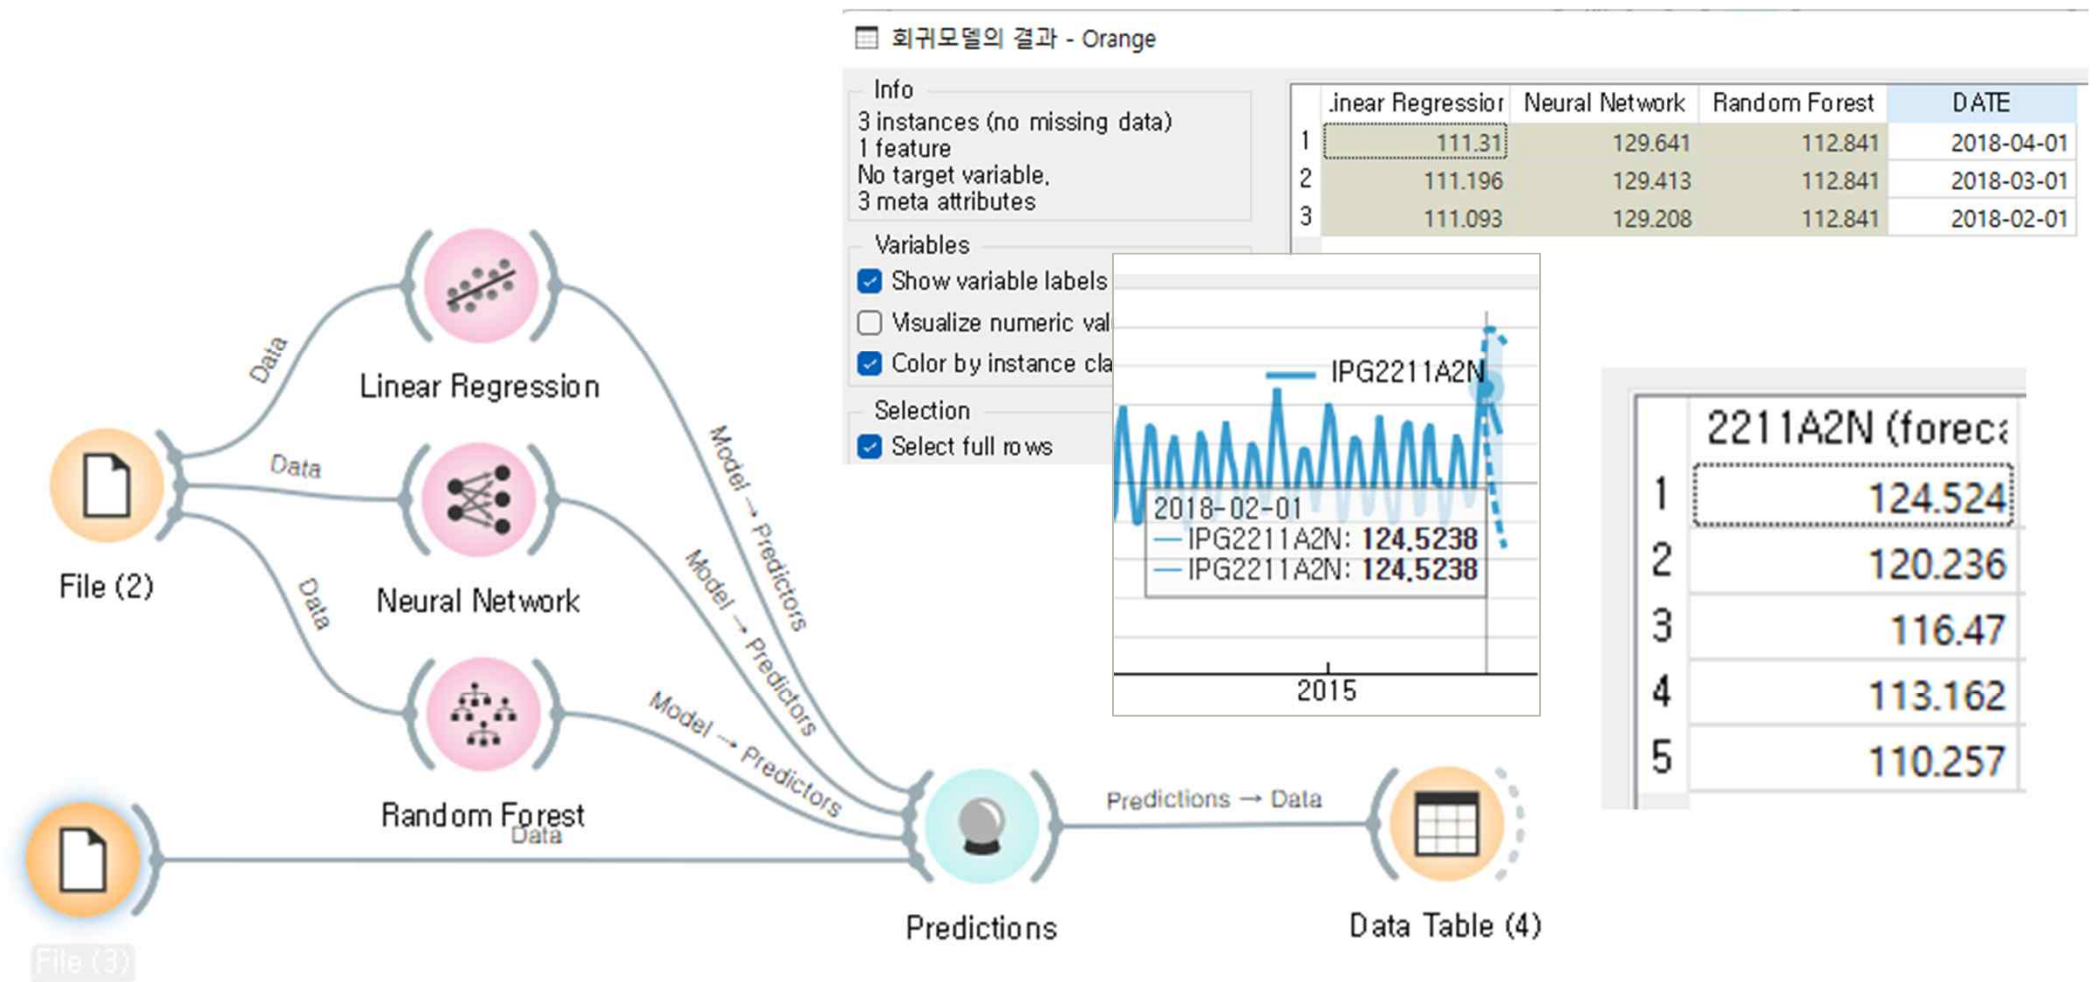 회귀모델의 결과 - Orange
Info
3 instances (no missing data)
1 feature
No target variable.
3 meta attributes
Variables
Show variable labels
Visualize numeric val
Color by instance cla
Selection
Select full rows
.inear Regression Neural Network Random Forest DATE
1 111.31 129.641 112.841 2018-04-01
2 111.196 129.413 112.841 2018-03-01
3 111.093 129.208 112.841 2018-02-01
IPG2211A2N
2018-02-01
IPG2211A2N: 124.5238
IPG2211A2N: 124.5238
2015
2211A2N (foreca
1 124.524
2 120.236
3 116.47
4 113.162
5 110.257
Data
Linear Regression
Model → Predictors
Data
File (2)
Neural Network
Model → Predictors
Data
Random Forest
Model → Predictors
Data
File (3)
Predictions
Predictions → Data
Data Table (4)